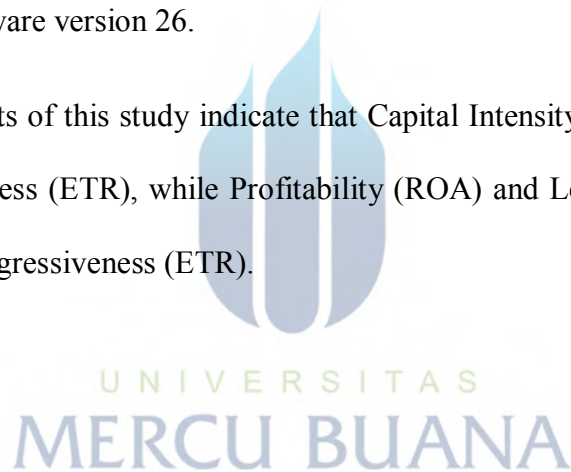 ware version 26.
ts of this study indicate that Capital Intensity
ess (ETR), while Profitability (ROA) and L
gressiveness (ETR).
UNIVERSITAS
MERCU BUANA